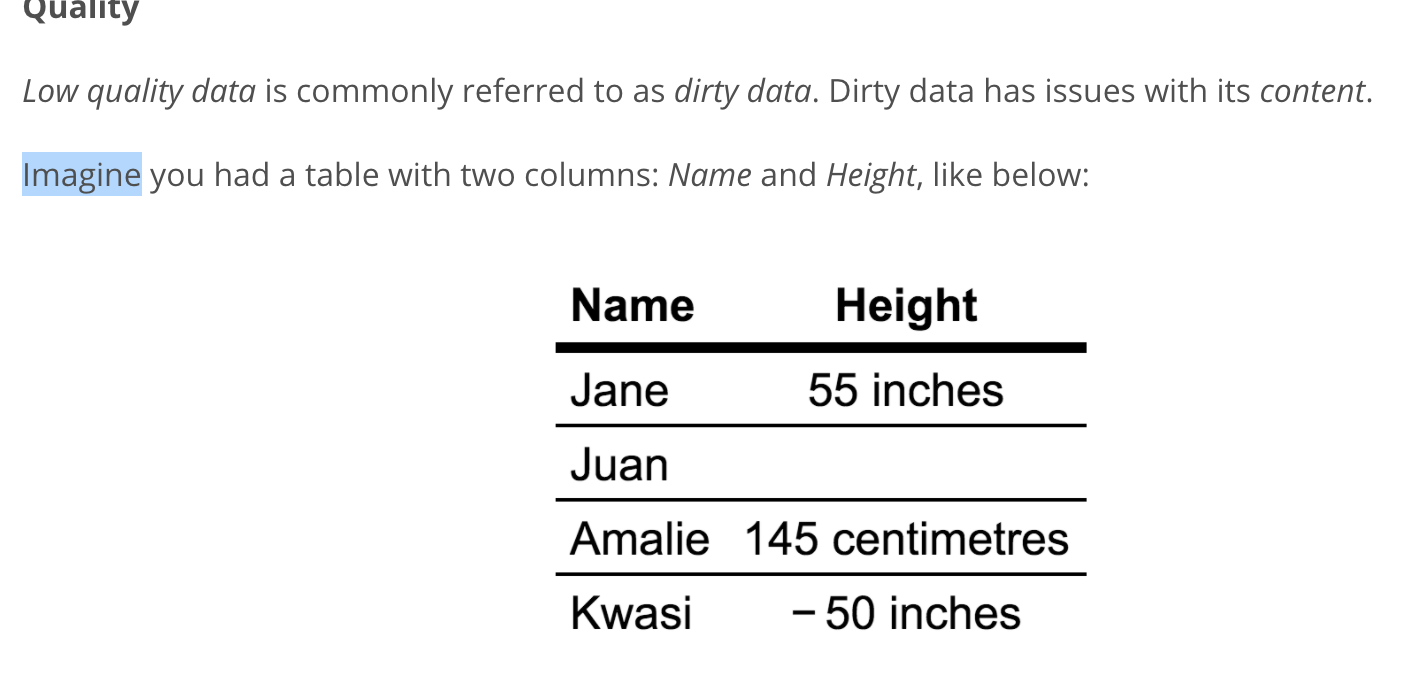 Quality
Low quality data is commonly referred to as dirty data. Dirty data has issues with its content.
Imagine you had a table with two columns: Name and Height, like below:
Name Height
Jane 55 inches
Juan
Amalie 145 centimetres
Kwasi – 50 inches